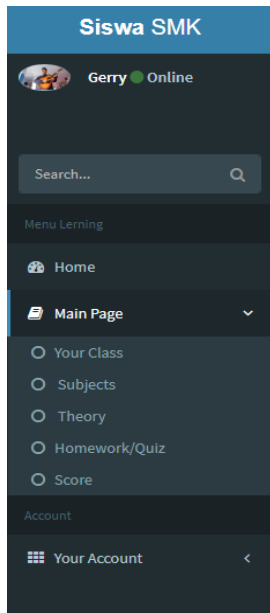 Siswa SMK
Gerry Online
Search...
Menu Lerning
Home
Main Page
Your Class
Subjects
Theory
Homework/Quiz
Score
Account
Your Account